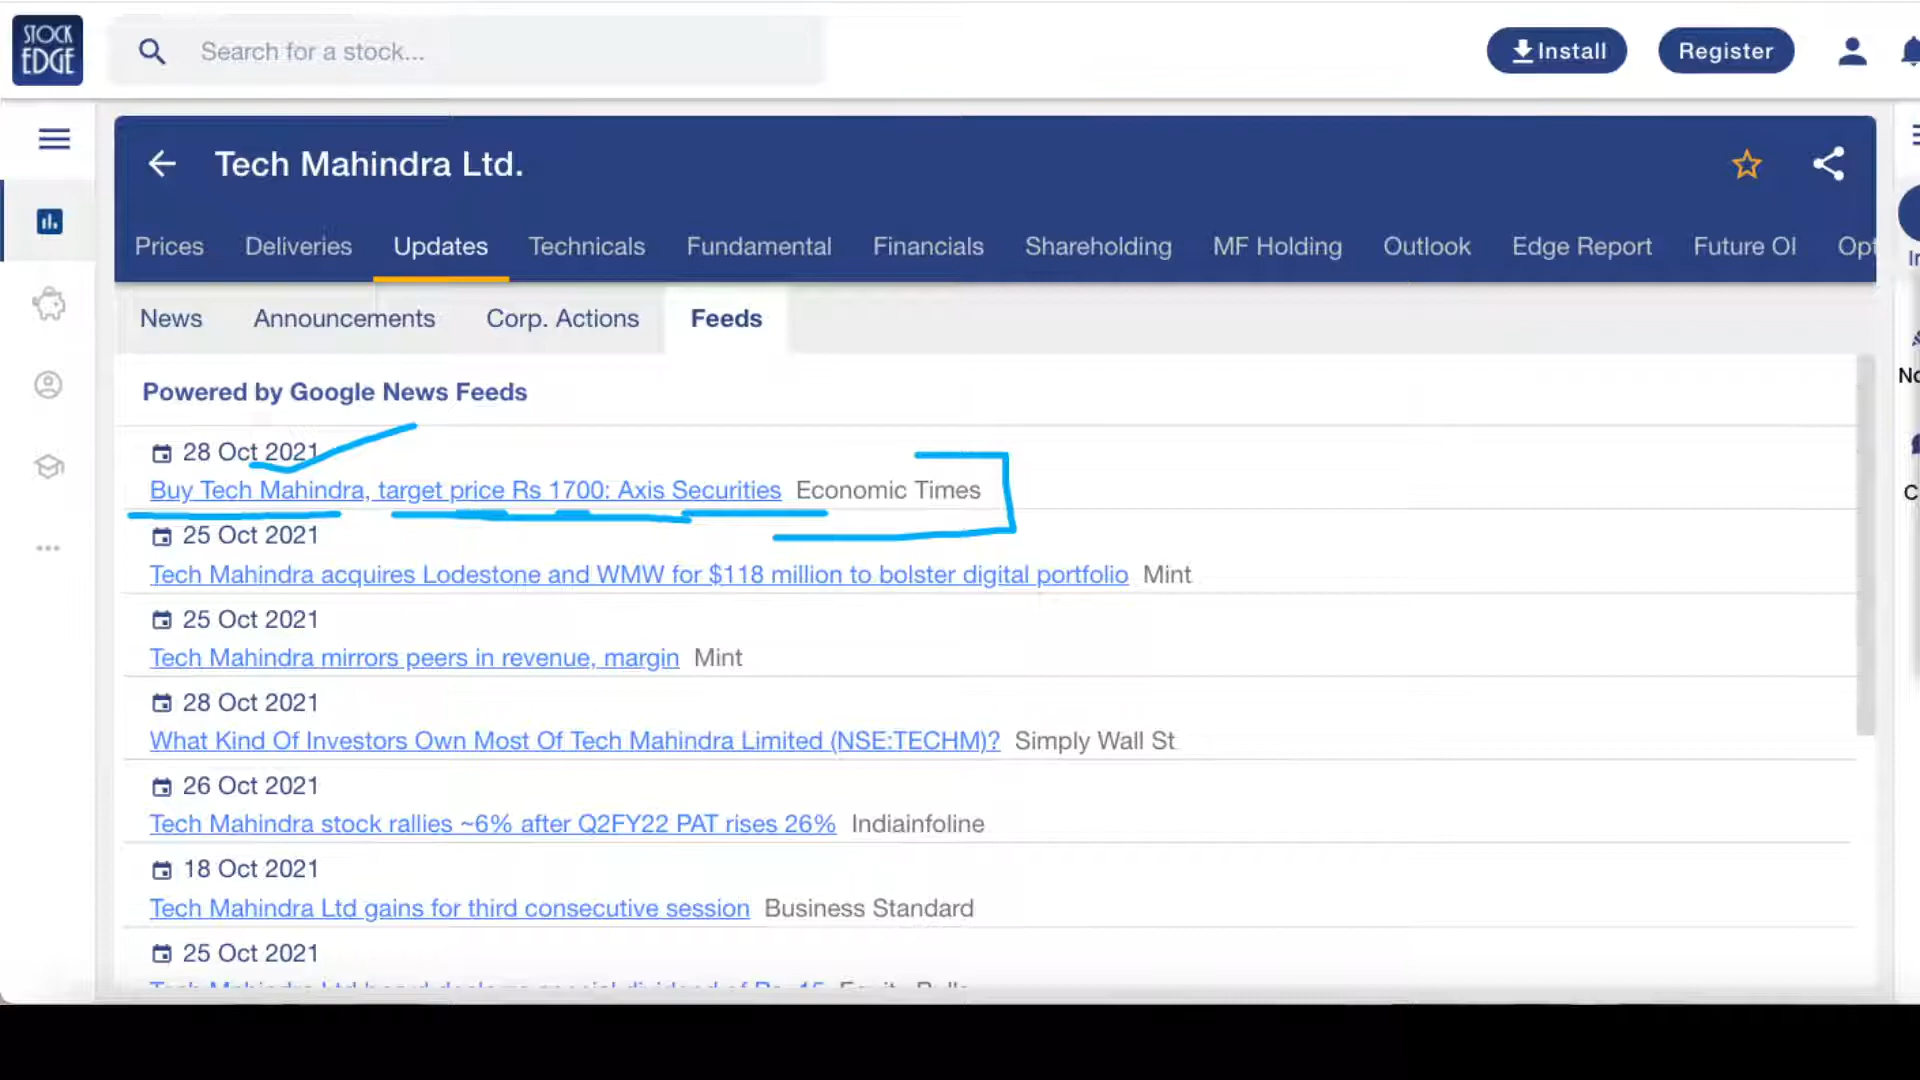 STOCK
EDGE
Search for a stock...
Install
Register
Tech Mahindra Ltd.
Prices Deliveries Updates Technicals Fundamental Financials Shareholding MF Holding Outlook Edge Report Future OI
News Announcements Corp. Actions Feeds
Powered by Google News Feeds
28 Oct 2021
Buy Tech Mahindra, target price Rs 1700: Axis Securities Economic Times
25 Oct 2021
Tech Mahindra acquires Lodestone and WMW for $118 million to bolster digital portfolio Mint
25 Oct 2021
Tech Mahindra mirrors peers in revenue, margin Mint
28 Oct 2021
What Kind Of Investors Own Most Of Tech Mahindra Limited (NSE:TECHM)? Simply Wall St
26 Oct 2021
Tech Mahindra stock rallies ~6% after Q2FY22 PAT rises 26% Indiainfoline
18 Oct 2021
Tech Mahindra Ltd gains for third consecutive session Business Standard
25 Oct 2021